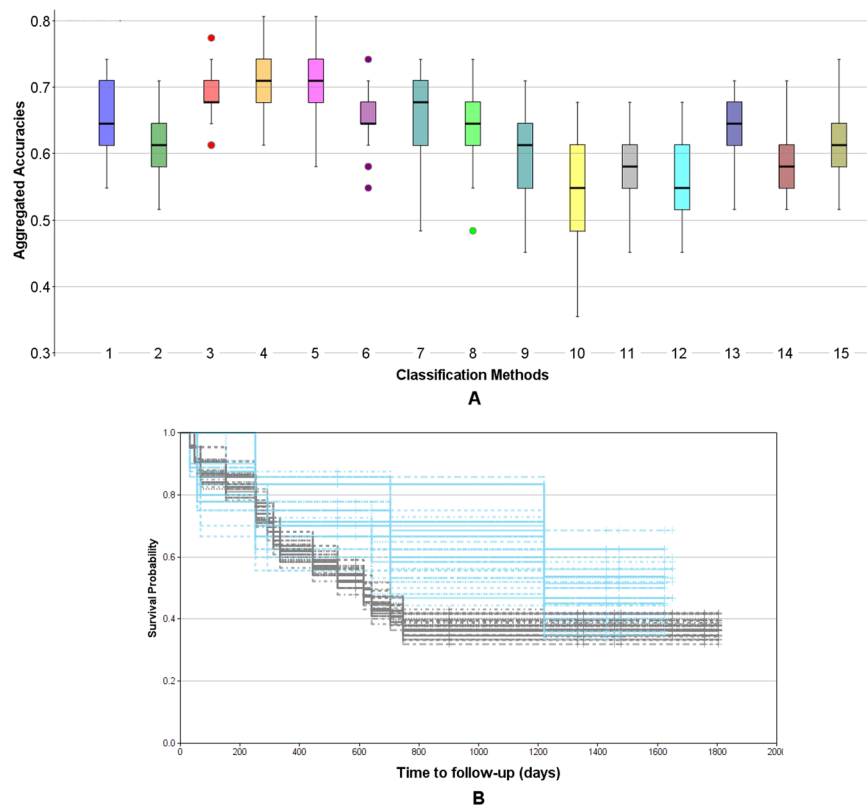 0.8
0.7
0.6
0.5
0.4
0.3
Aggregated Accuracies
1 2 3 4 5 6 7 8 9 10 11 12 13 14 15
Classification Methods
A
1.0
0.8
0.6
0.4
0.2
0.0
Survival Probability
0 200 400 600 800 1000 1200 1400 1600 1800 200
Time to follow-up (days)
B